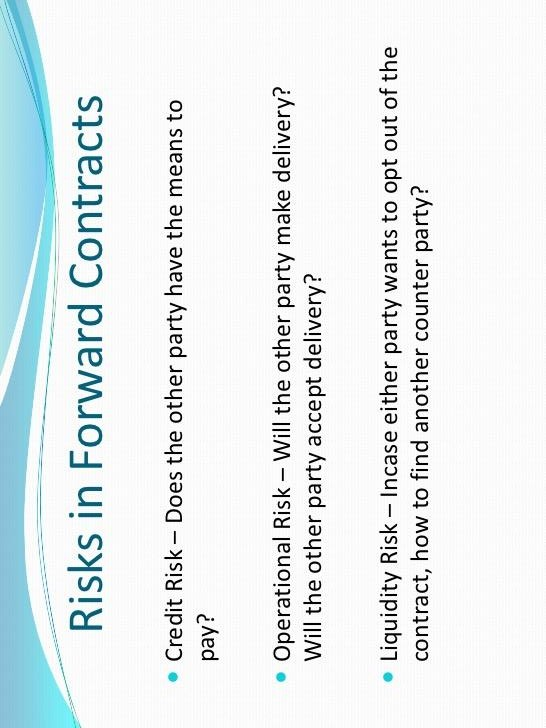 Risks in Forward Contracts
Credit Risk – Does the other party have the means to
pay?
Operational Risk – Will the other party make delivery?
Will the other party accept delivery?
Liquidity Risk – Incase either party wants to opt out of the
contract, how to find another counter party?